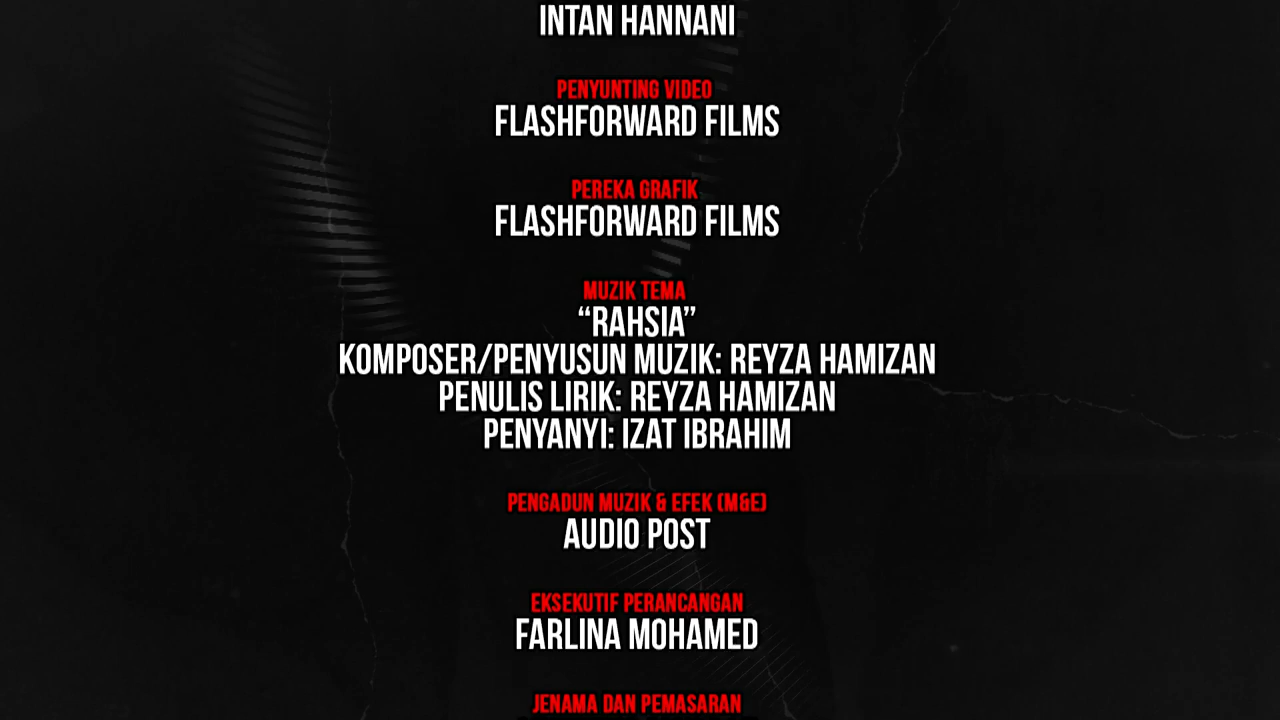 INTAN HANNANI
PENYUNTING VIDEO
FLASHFORWARD FILMS
PEREKA GRAFIK
FLASHFORWARD FILMS
MUZIK TEMA
“RAHSIA”
KOMPOSER/PENYUSUN MUZIK: REYZA HAMIZAN
PENULIS LIRIK: REYZA HAMIZAN
PENYANYI: IZAT IBRAHIM
PENGADUN MUZIK & EFEK (M&E)
AUDIO POST
EKSEKUTIF PERANCANGAN
FARLINA MOHAMED
JENAMA DAN PEMASARAN